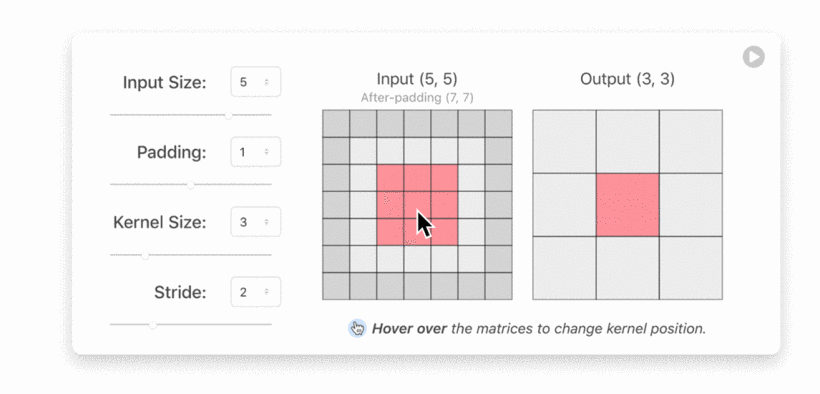 Input Size: 5
Padding: 1
Kernel Size: 3
Stride: 2
Input (5, 5)
After-padding (7, 7)
Output (3, 3)
Hover over the matrices to change kernel position.